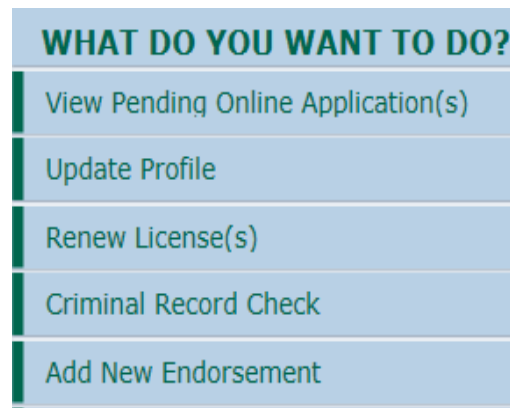 WHAT DO YOU WANT TO DO?
View Pending Online Application(s)
Update Profile
Renew License(s)
Criminal Record Check
Add New Endorsement